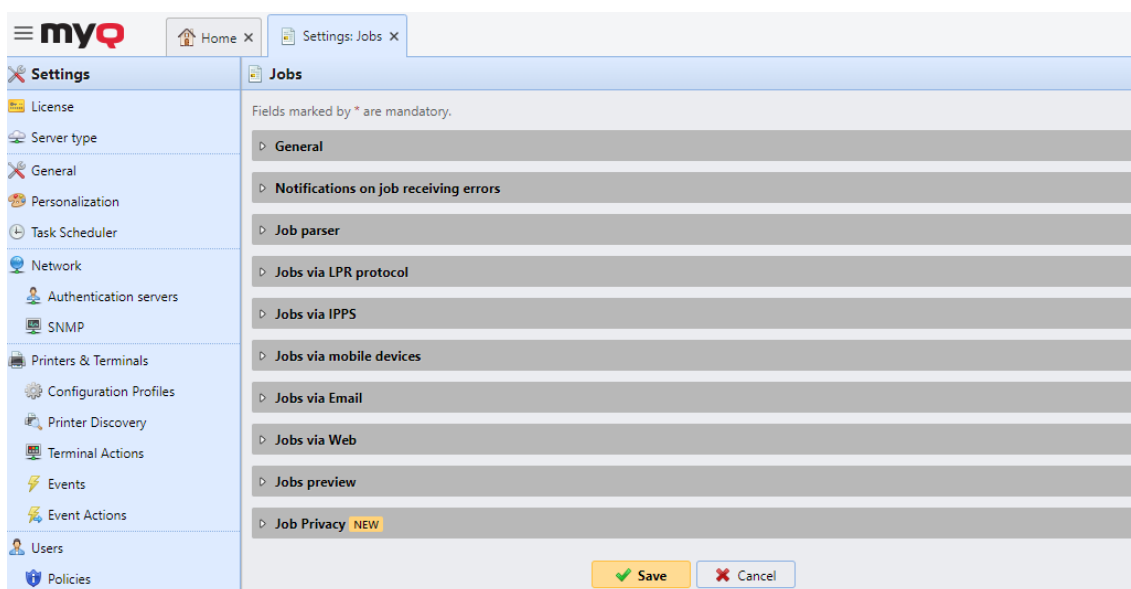 myQ
Home
Settings: Jobs
Settings
Jobs
License
Server type
General
Personalization
Task Scheduler
Network
Authentication servers
SNMP
Printers & Terminals
Configuration Profiles
Printer Discovery
Terminal Actions
Events
Event Actions
Users
Policies
Fields marked by * are mandatory.
General
Notifications on job receiving errors
Job parser
Jobs via LPR protocol
Jobs via IPPS
Jobs via mobile devices
Jobs via Email
Jobs via Web
Jobs preview
Job Privacy NEW
Save
Cancel